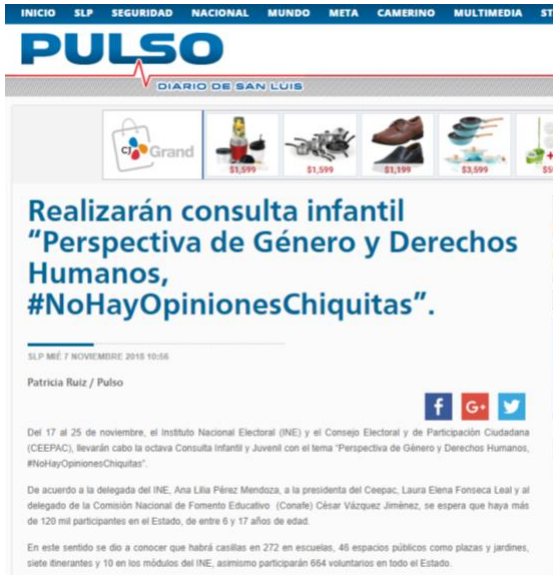 INICIO SLP SEGURIDAD NACIONAL MUNDO META CAMERINO MULTIMEDIA ST
PULSO
DIARIO DE SAN LUIS
CJ Grand
$1,599
$1,599
$1,199
$3,599
Realizarán consulta infantil
“Perspectiva de Género y Derechos
Humanos,
#NoHayOpinionesChiquitas”.
SLP MIÉ 7 NOVIEMBRE 2018 10:56
Patricia Ruiz / Pulso
Del 17 al 25 de noviembre, el Instituto Nacional Electoral (INE) y el Consejo Electoral y de Participación Ciudadana
(CEEPAC), llevarán cabo la octava Consulta Infantil y Juvenil con el tema “Perspectiva de Género y Derechos Humanos,
#NoHayOpinionesChiquitas”.
De acuerdo a la delegada del INE, Ana Lilia Pérez Mendoza, a la presidenta del Ceepac, Laura Elena Fonseca Leal y al
delegado de la Comisión Nacional de Fomento Educativo (Conafe) César Vázquez Jiménez, se espera que haya más
de 120 mil participantes en el Estado, de entre 6 y 17 años de edad.
En este sentido se dio a conocer que habrá casillas en 272 en escuelas, 46 espacios públicos como plazas y jardines,
siete itinerantes y 10 en los módulos del INE, asimismo participarán 664 voluntarios en todo el Estado.